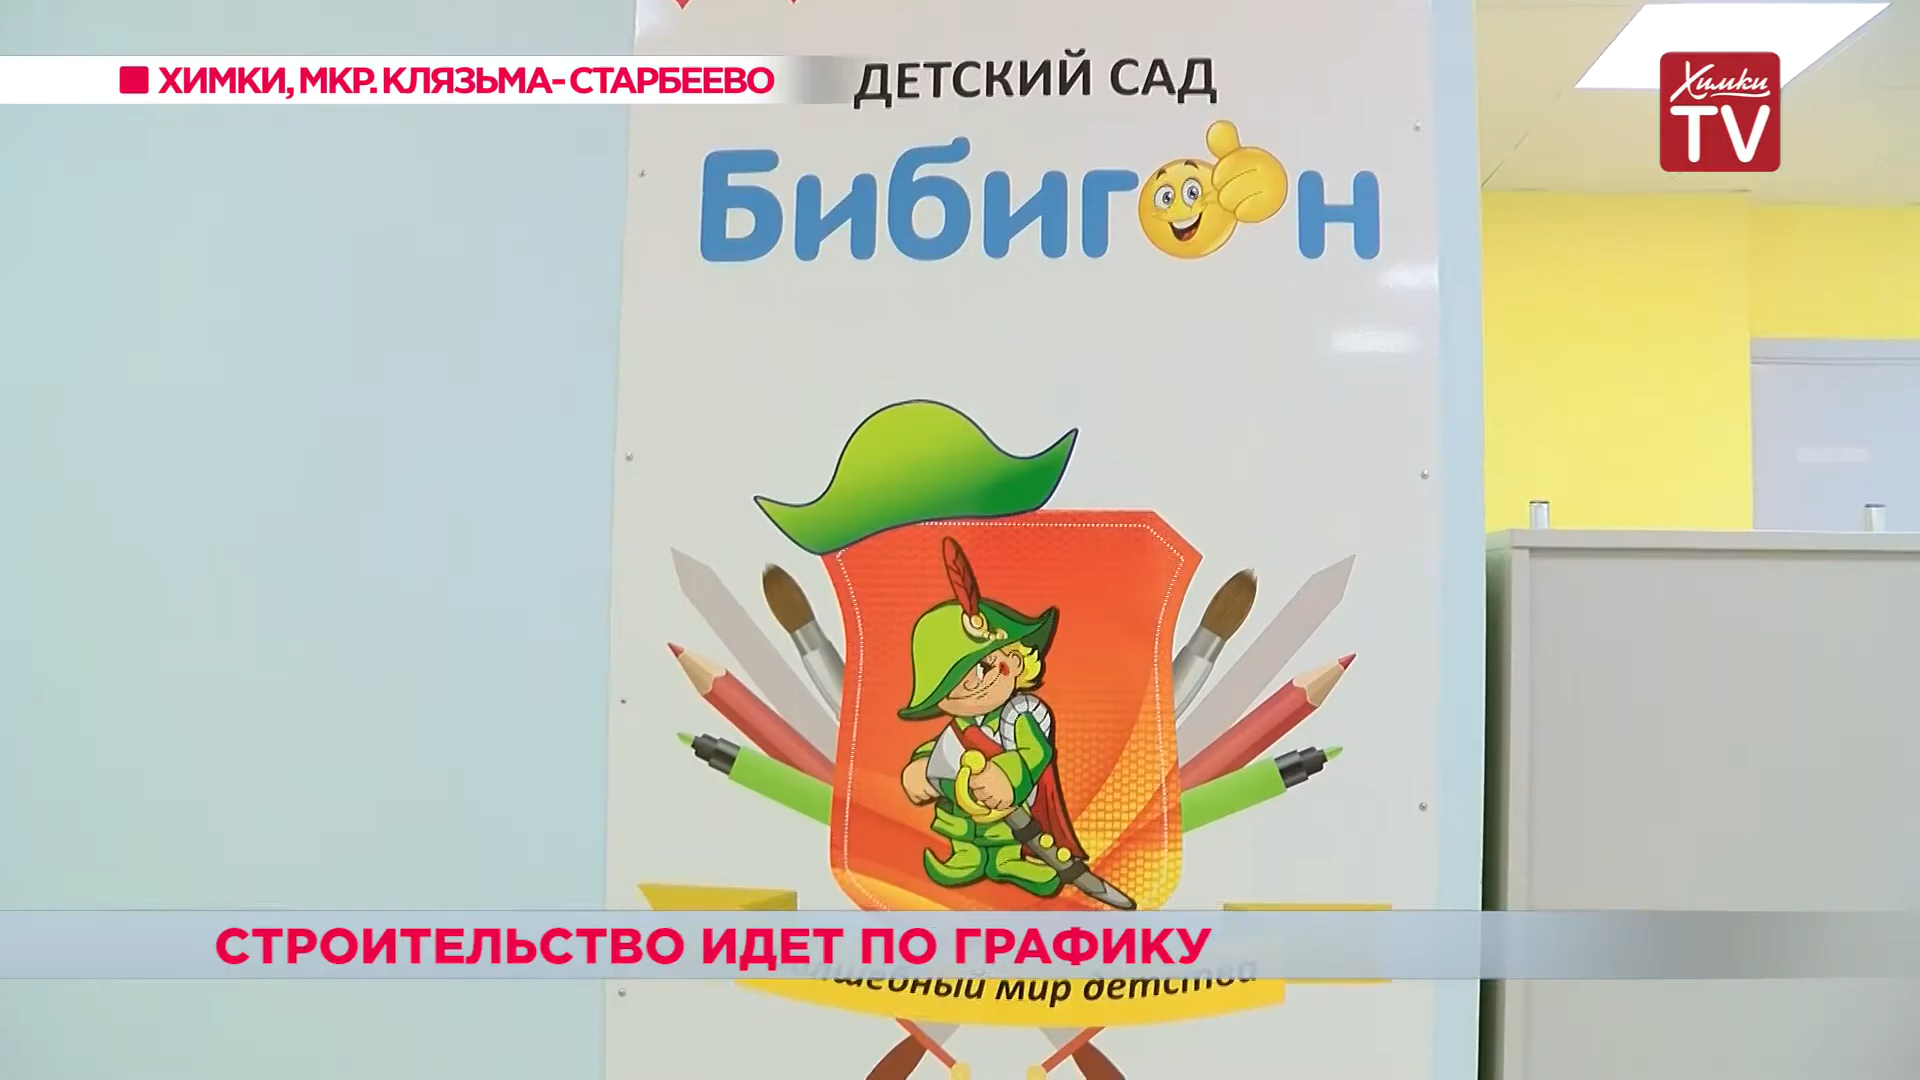 ДЕТСКИЙ САД
ХИМКИ, МКР. КЛЯЗЬМА-СТАРБЕЕВО
Химки
TV
Бибигон
СТРОИТЕЛЬСТВО ИДЕТ ПО ГРАФИКУ
мир детства